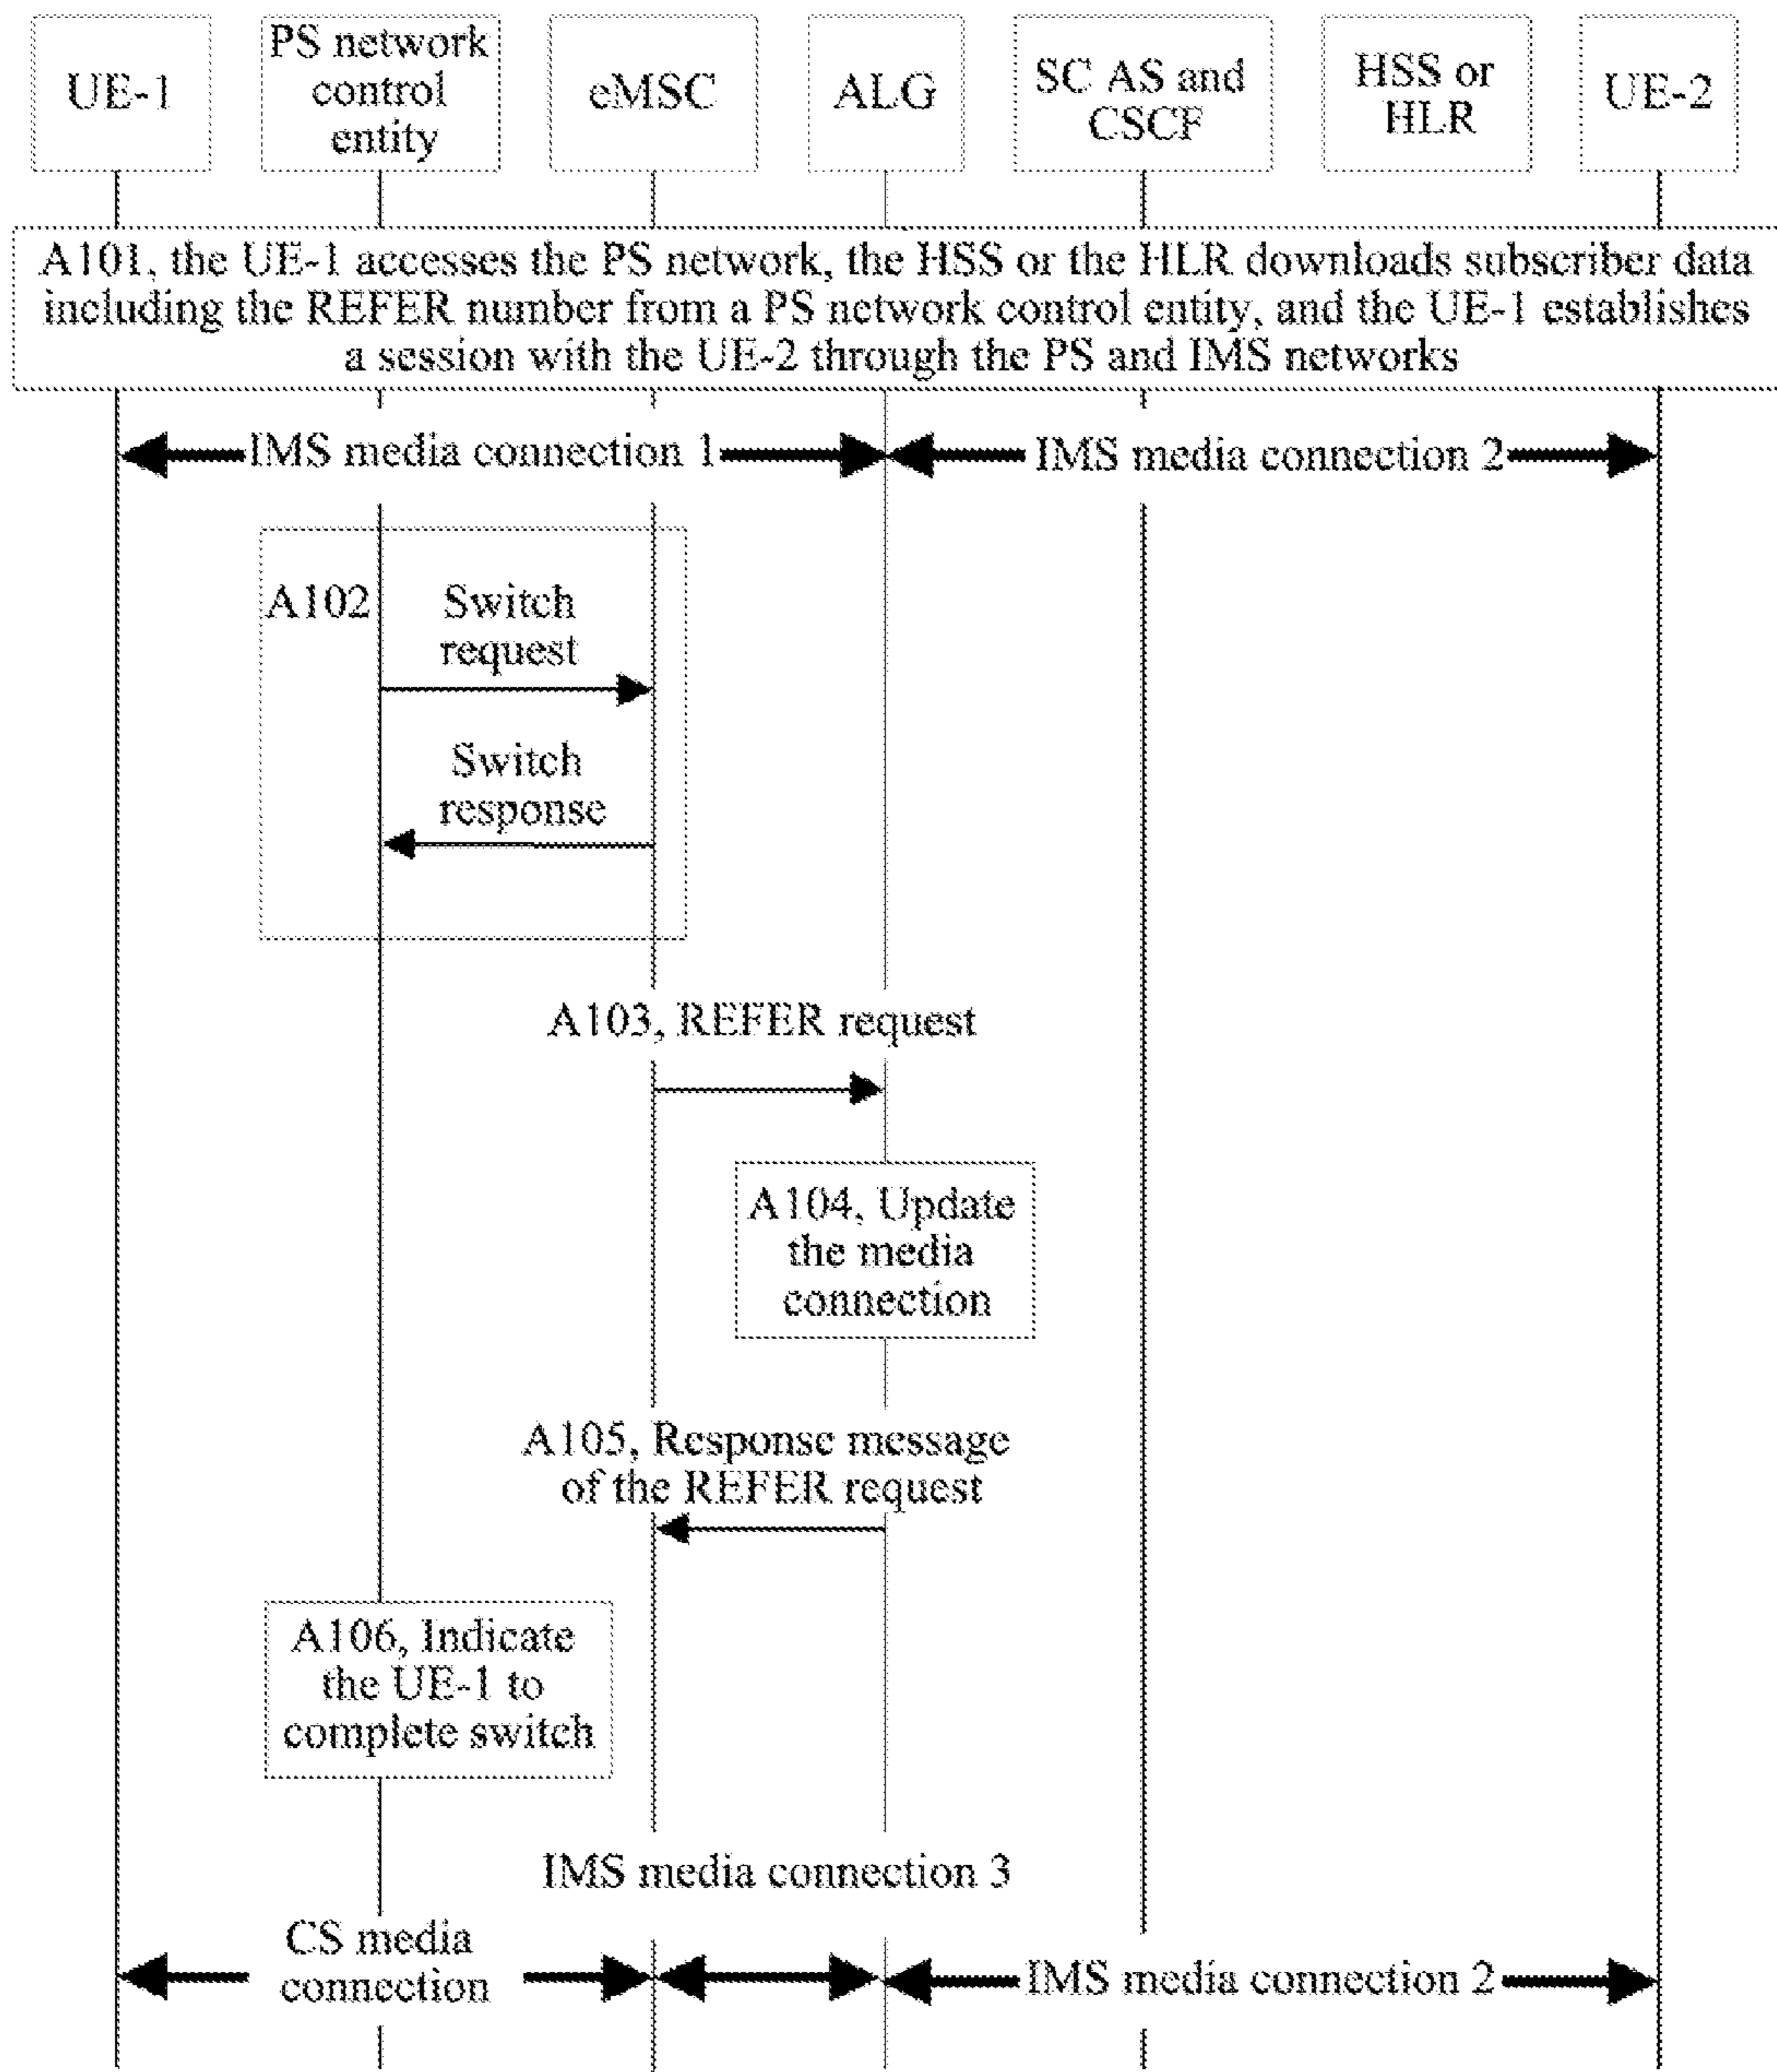 UE-1
PS network
control
entity
eMSC
ALG
SC AS and
CSCF
HSS or
HLR
UE-2
A101, the UE-1 accesses the PS network, the HSS or the HLR downloads subscriber data
including the REFER number from a PS network control entity, and the UE-1 establishes
a session with the UE-2 through the PS and IMS networks
IMS media connection 1
IMS media connection 2
A102
Switch
request
Switch
response
A103, REFER request
A104, Update
the media
connection
A105, Response message
of the REFER request
A106, Indicate
the UE-1 to
complete switch
IMS media connection 3
CS media
connection
IMS media connection 2